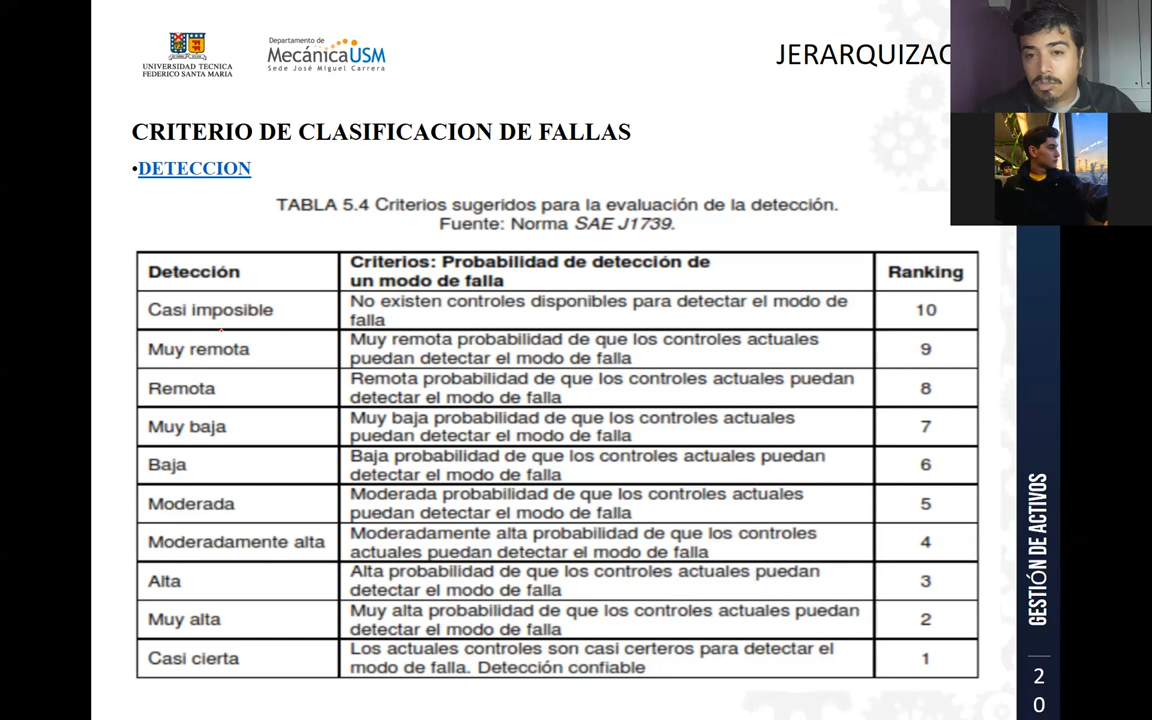 UNIVERSIDAD TECNICA
FEDERICO SANTA MARIA
Departamento de
MecánicaUSM
Sede José Miguel Carrera
JERARQUIZAC
CRITERIO DE CLASIFICACION DE FALLAS
•DETECCION
TABLA 5.4 Criterios sugeridos para la evaluación de la detección.
Fuente: Norma SAE J1739.
Detección
Criterios: Probabilidad de detección de
un modo de falla
Ranking
Casi imposible
No existen controles disponibles para detectar el modo de
falla
10
Muy remota
Muy remota probabilidad de que los controles actuales
puedan detectar el modo de falla
9
Remota
Remota probabilidad de que los controles actuales puedan
detectar el modo de falla
8
Muy baja
Muy baja probabilidad de que los controles actuales
puedan detectar el modo de falla
7
Baja
Baja probabilidad de que los controles actuales puedan
detectar el modo de falla
6
Moderada
Moderada probabilidad de que los controles actuales
puedan detectar el modo de falla
5
Moderadamente alta
Moderadamente alta probabilidad de que los controles
actuales puedan detectar el modo de falla
4
Alta
Alta probabilidad de que los controles actuales puedan
detectar el modo de falla
3
Muy alta
Muy alta probabilidad de que los controles actuales puedan
detectar el modo de falla
2
Casi cierta
Los actuales controles son casi certeros para detectar el
modo de falla. Detección confiable
1
GESTIÓN DE ACTIVOS
2
0